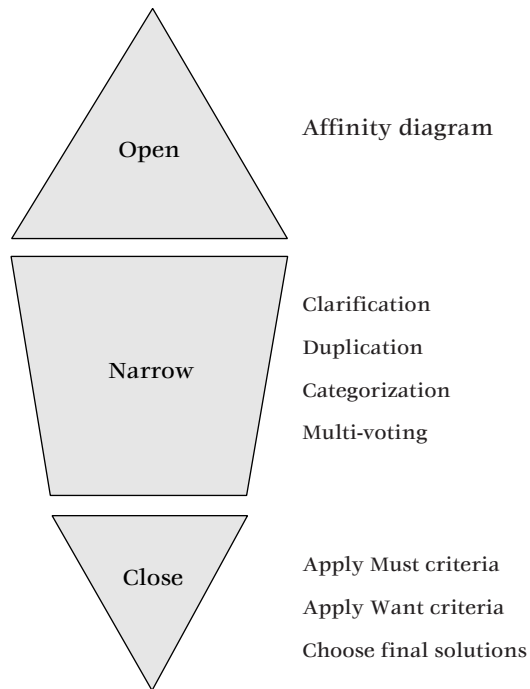 Open
Affinity diagram
Narrow
Clarification
Duplication
Categorization
Multi-voting
Close
Apply Must criteria
Apply Want criteria
Choose final solutions